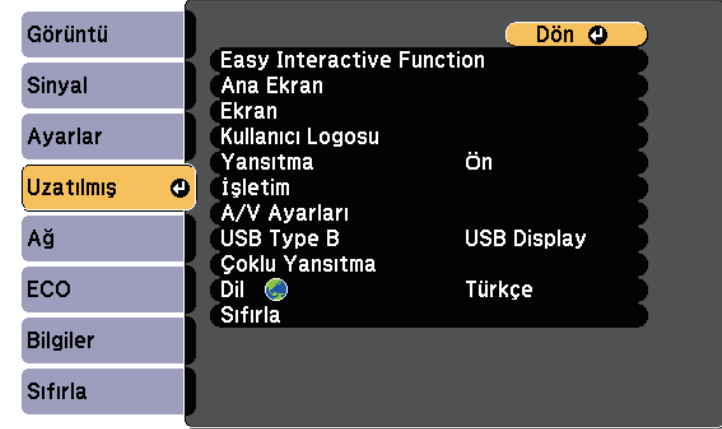 Görüntü
Sinyal
Ayarlar
Uzatılmış
Ağ
ECO
Bilgiler
Sıfırla
Dön
Easy Interactive Function
Ana Ekran
Ekran
Kullanıcı Logosu
Yansıtma Ön
İşletim
A/V Ayarları
USB Type B USB Display
Çoklu Yansıtma
Dil Türkçe
Sıfırla